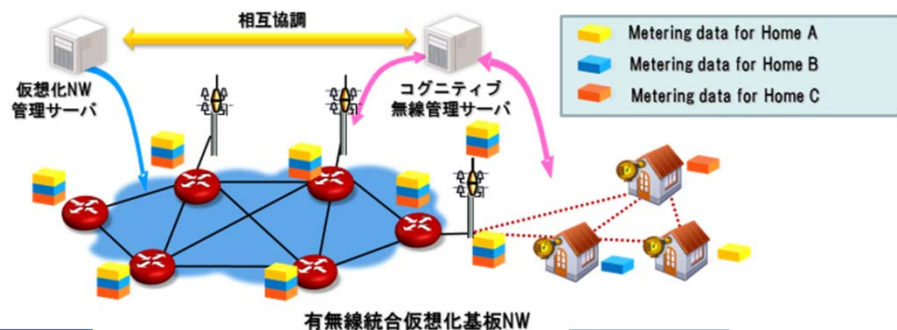 相互協調
仮想化NW
管理サーバ
コグニティブ
無線管理サーバ
Metering data for Home A
Metering data for Home B
Metering data for Home C
有無線統合仮想化基板NW